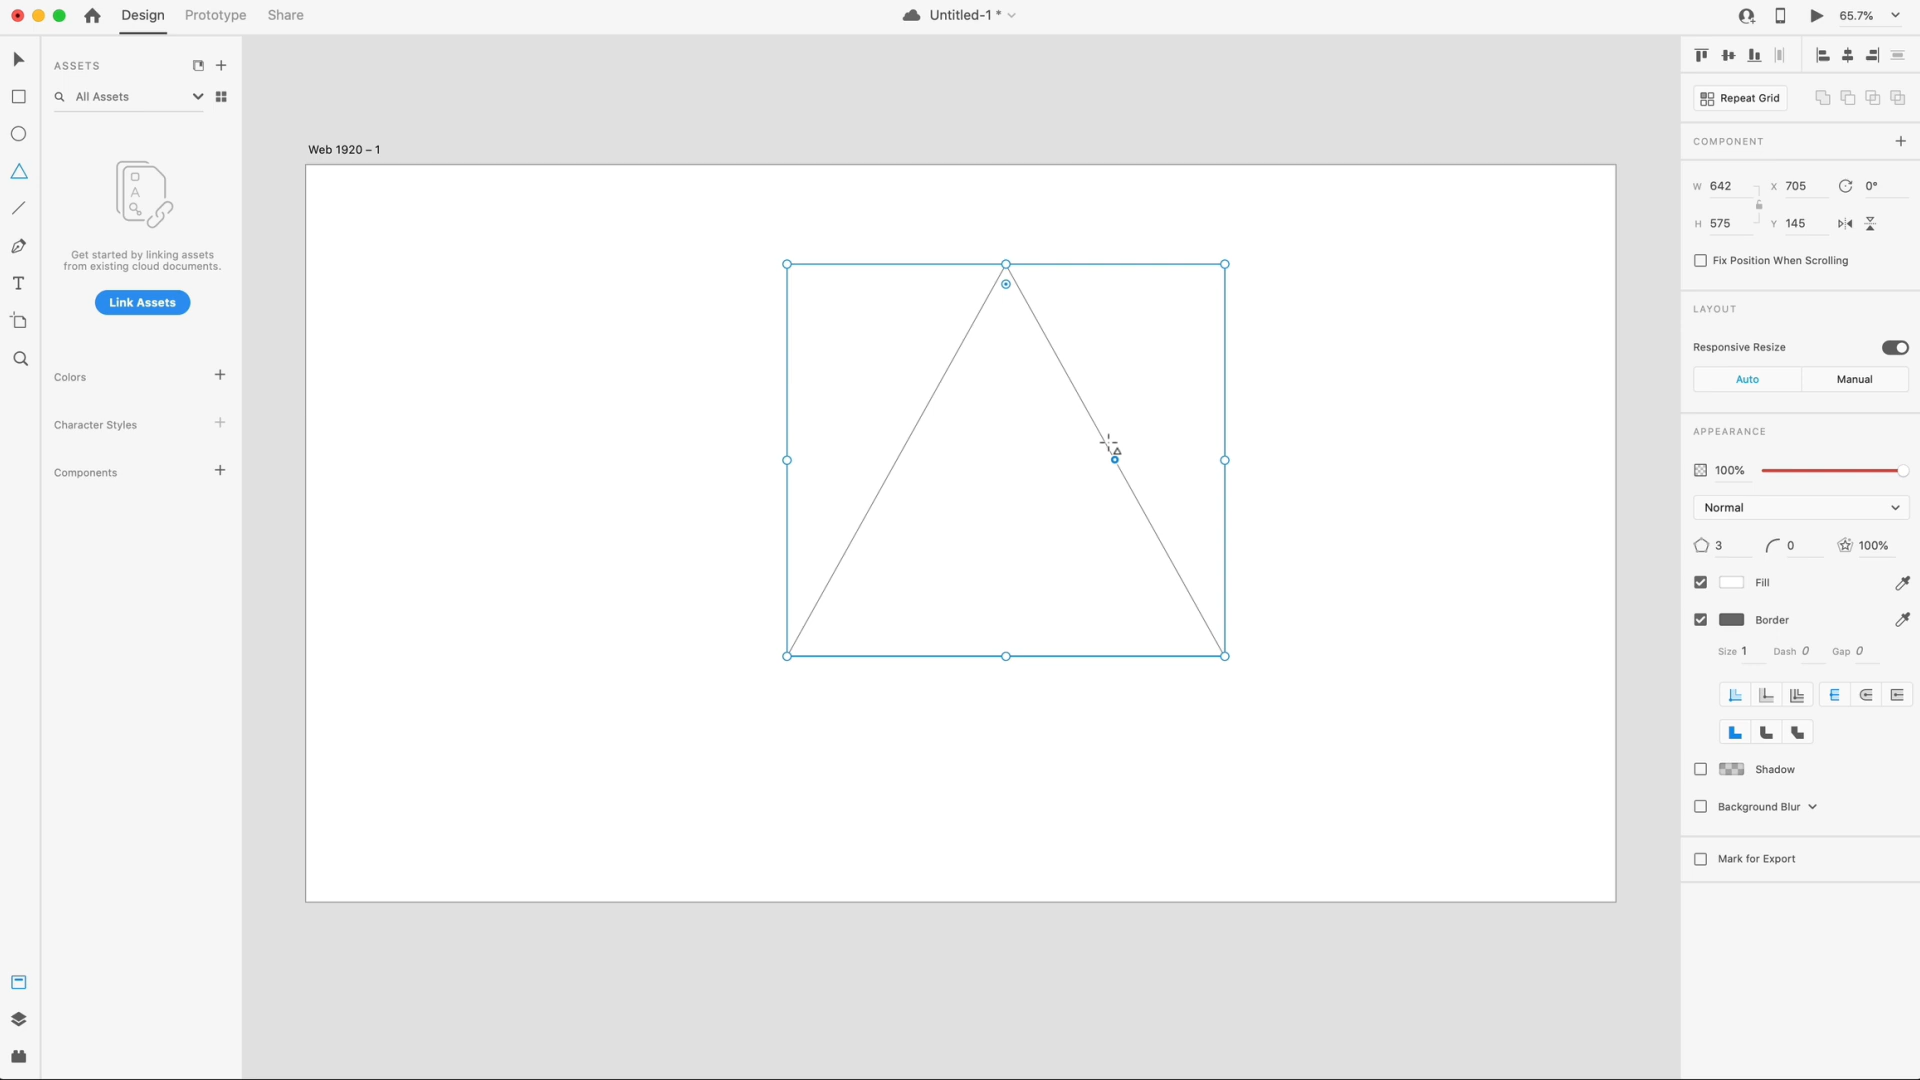 Design Prototype Share
Untitled-1 *
65.7%
ASSETS
All Assets
A
Get started by linking assets
from existing cloud documents.
Link Assets
Colors
Character Styles
Components
T
Web 1920 – 1
Repeat Grid
COMPONENT
W 642 X 705 0°
H 575 Y 145
Fix Position When Scrolling
LAYOUT
Responsive Resize
Auto Manual
APPEARANCE
100%
Normal
3 0 100%
Fill
Border
Size 1 Dash 0 Gap 0
Shadow
Background Blur
Mark for Export